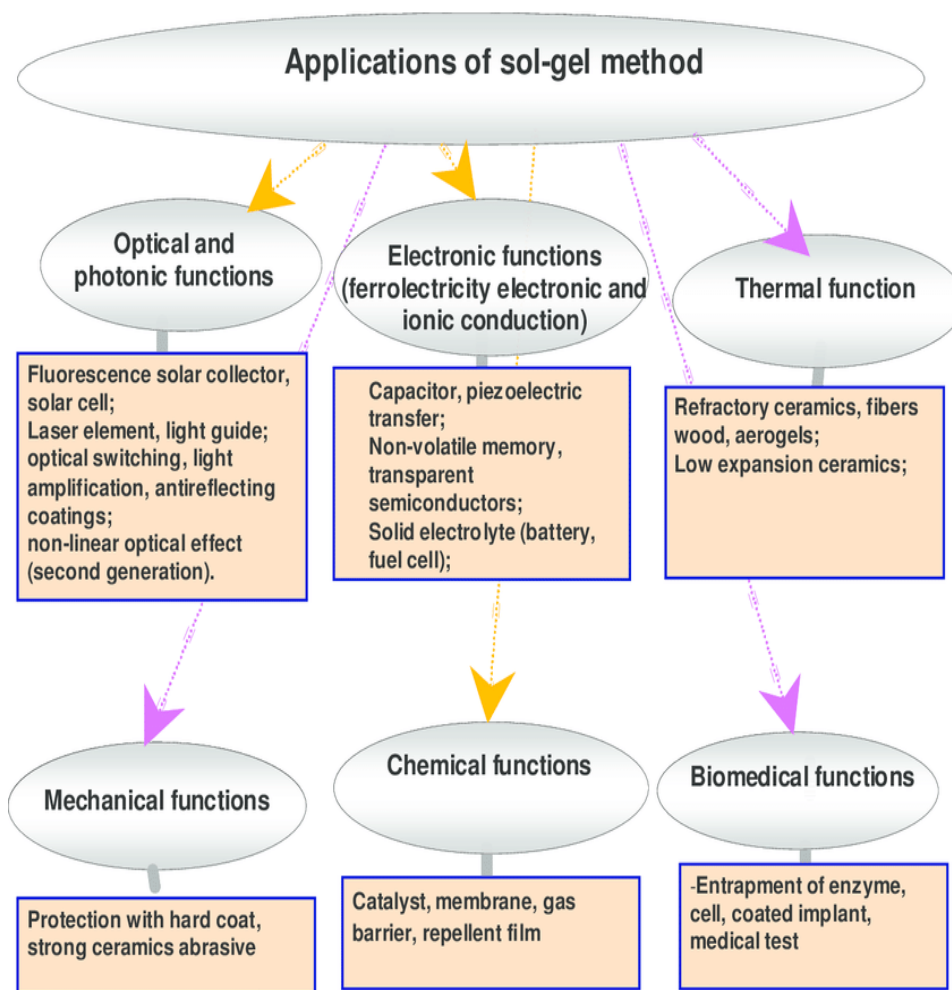 Applications of sol-gel method
Optical and
photonic functions
Electronic functions
(ferrolectricity electronic and
ionic conduction)
Thermal function
Fluorescence solar collector,
solar cell;
Laser element, light guide;
optical switching, light
amplification, antireflecting
coatings;
non-linear optical effect
(second generation).
Capacitor, piezoelectric
transfer;
Non-volatile memory,
transparent
semiconductors;
Solid electrolyte (battery,
fuel cell);
Refractory ceramics, fibers
wood, aerogels;
Low expansion ceramics;
Mechanical functions
Chemical functions
Biomedical functions
Protection with hard coat,
strong ceramics abrasive
Catalyst, membrane, gas
barrier, repellent film
-Entrapment of enzyme,
cell, coated implant,
medical test